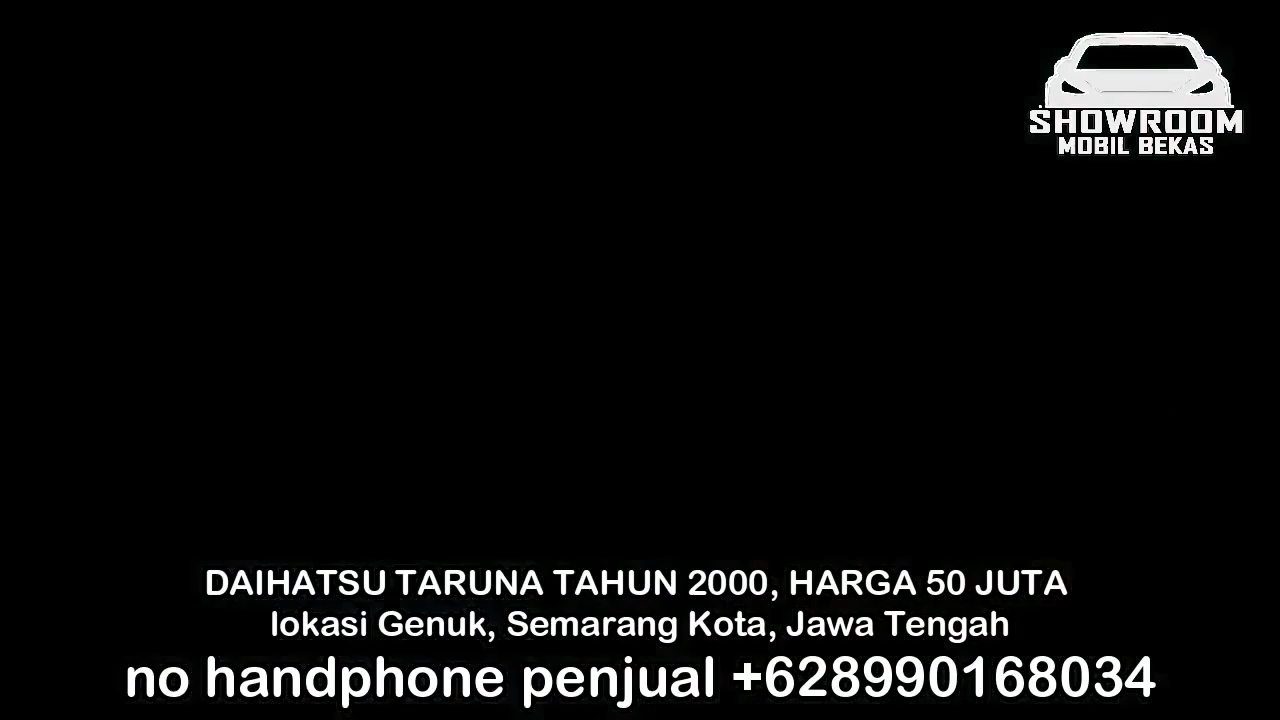 SHOWROOM
MOBIL BEKAS
DAIHATSU TARUNA TAHUN 2000, HARGA 50 JUTA
lokasi Genuk, Semarang Kota, Jawa Tengah
no handphone penjual +628990168034